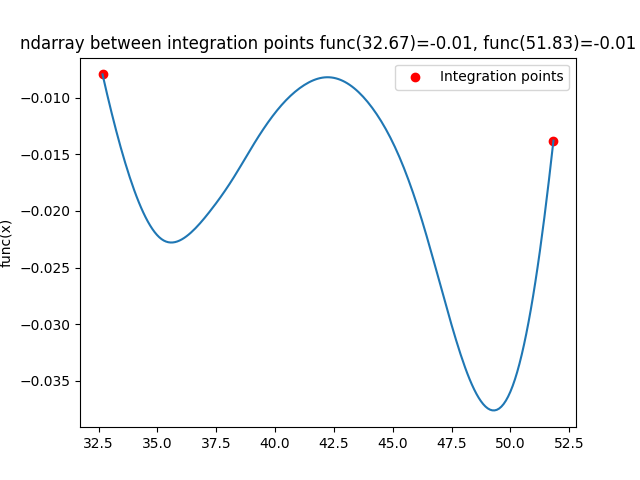 ndarray between integration points func(32.67)=-0.01, func(51.83)=-0.01
Integration points
func(x)
−0.010
−0.015
−0.020
−0.025
−0.030
−0.035
32.5 35.0 37.5 40.0 42.5 45.0 47.5 50.0 52.5